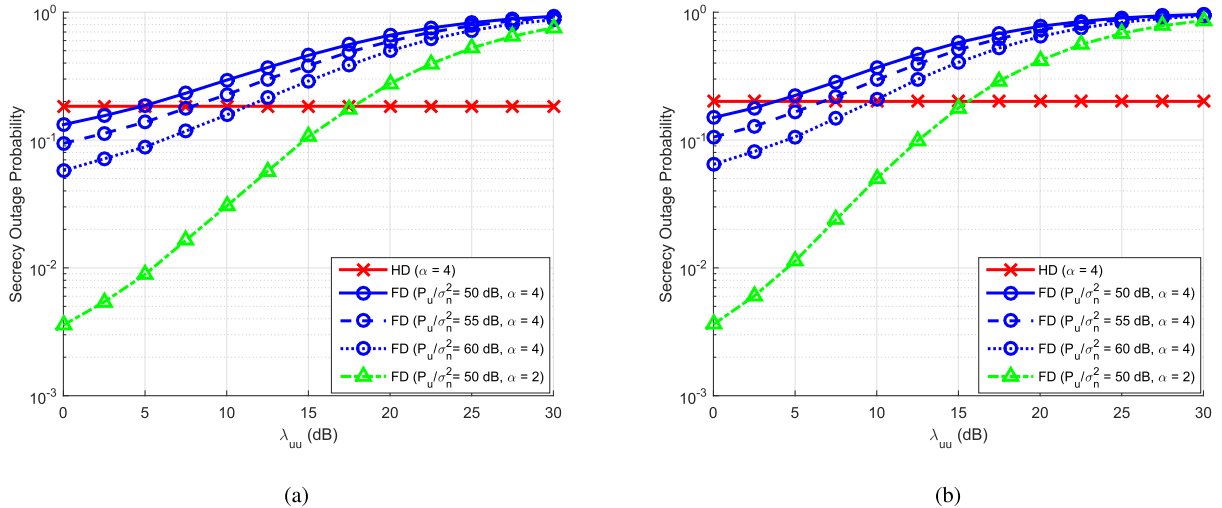 Secrecy Outage Probability
10^0
10^-1
10^-2
10^-3
HD (α = 4)
FD (P_u/σ_n^2= 50 dB, α = 4)
FD (P_u/σ_n^2= 55 dB, α = 4)
FD (P_u/σ_n^2= 60 dB, α = 4)
FD (P_u/σ_n^2= 50 dB, α = 2)
0 5 10 15 20 25 30
λ_uu (dB)
(a)
Secrecy Outage Probability
10^0
10^-1
10^-2
10^-3
HD (α = 4)
FD (P_u/σ_n^2= 50 dB, α = 4)
FD (P_u/σ_n^2= 55 dB, α = 4)
FD (P_u/σ_n^2= 60 dB, α = 4)
FD (P_u/σ_n^2= 50 dB, α = 2)
0 5 10 15 20 25 30
λ_uu (dB)
(b)